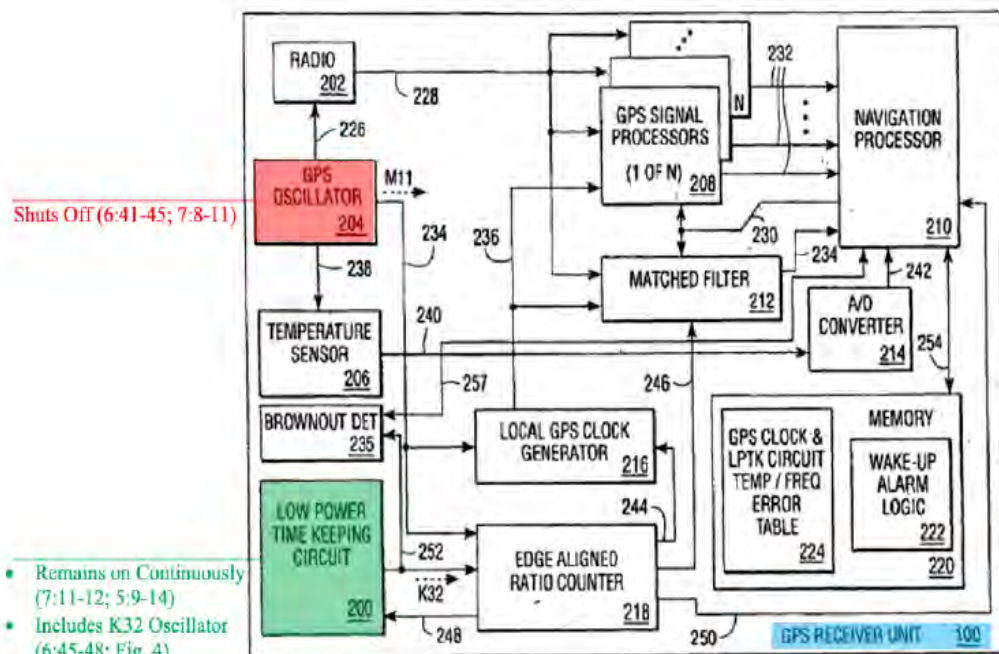 RADIO
202
228
226
GPS
OSCILLATOR
204
M11
Shuts Off (6:41-45; 7:8-11)
234
238
236
N
GPS SIGNAL
PROCESSORS
(1 OF N)
208
232
NAVIGATION
PROCESSOR
210
230
234
MATCHED FILTER
212
242
A/D
CONVERTER
214
254
TEMPERATURE
SENSOR
206
240
257
246
BROWNOUT DET
235
LOCAL GPS CLOCK
GENERATOR
216
MEMORY
GPS CLOCK &
LPTK CIRCUIT
TEMP / FREQ
ERROR
TABLE
224
WAKE-UP
ALARM
LOGIC
222
220
LOW POWER
TIME KEEPING
CIRCUIT
200
252
K32
244
EDGE ALIGNED
RATIO COUNTER
218
248
250
• Remains on Continuously
(7:11-12; 5:9-14)
• Includes K32 Oscillator
(6:45-48; Fig. 4)
GPS RECEIVER UNIT 100